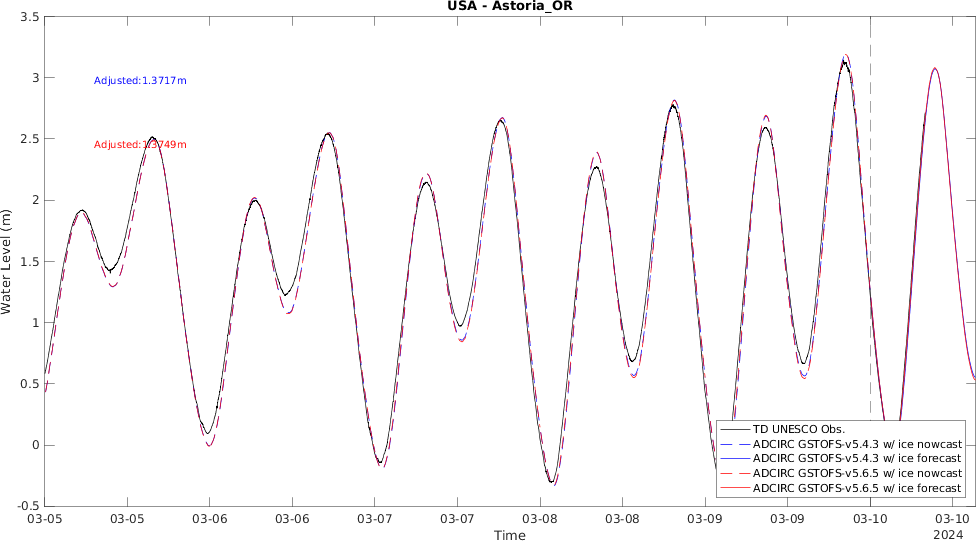 USA - Astoria_OR
3.5
3
2.5
2
1.5
1
0.5
0
-0.5
Water Level (m)
Adjusted:1.3717m
Adjusted:1.3749m
TD UNESCO Obs.
ADCIRC GSTOFS-v5.4.3 w/ ice nowcast
ADCIRC GSTOFS-v5.4.3 w/ ice forecast
ADCIRC GSTOFS-v5.6.5 w/ ice nowcast
ADCIRC GSTOFS-v5.6.5 w/ ice forecast
03-05 03-05 03-06 03-06 03-07 03-07 03-08 03-08 03-09 03-09 03-10 03-10
Time
2024